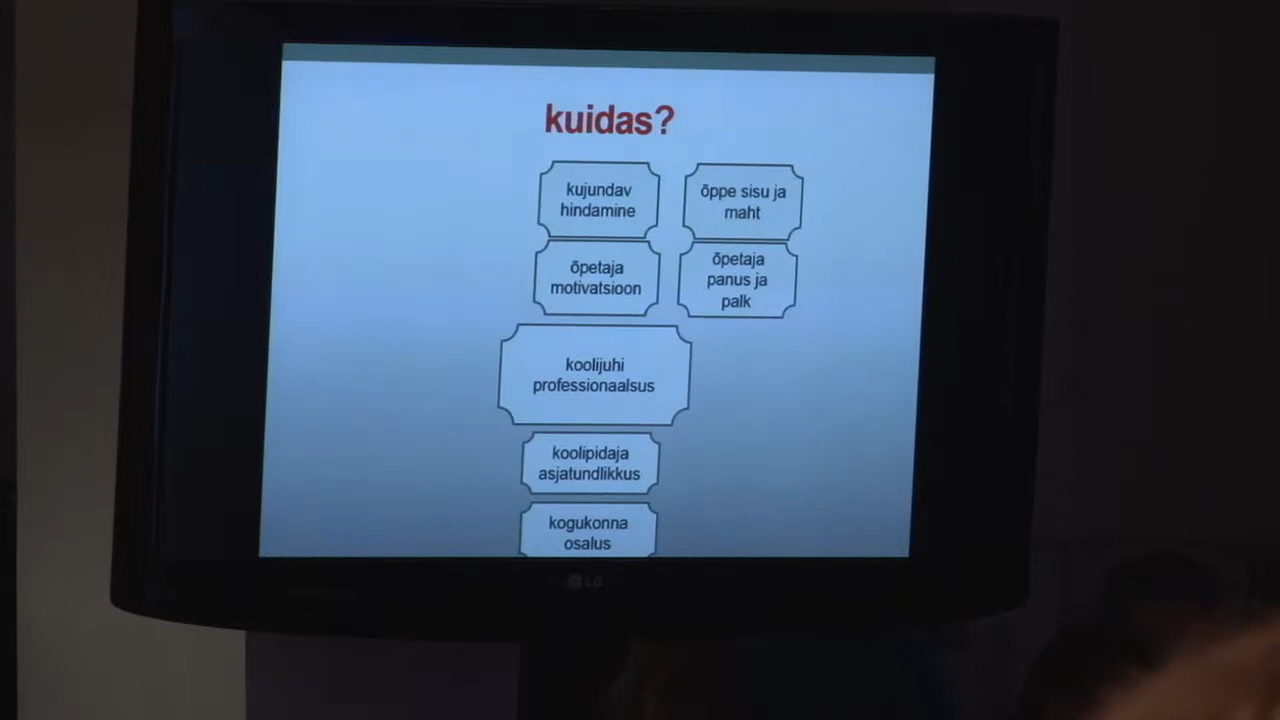 kuidas?
kujundav
hindamine
õppe sisu ja
maht
õpetaja
motivatsioon
õpetaja
panus ja
palk
koolijuhi
professionaalsus
koolipidaja
asjatundlikkus
kogukonna
osalus
LG